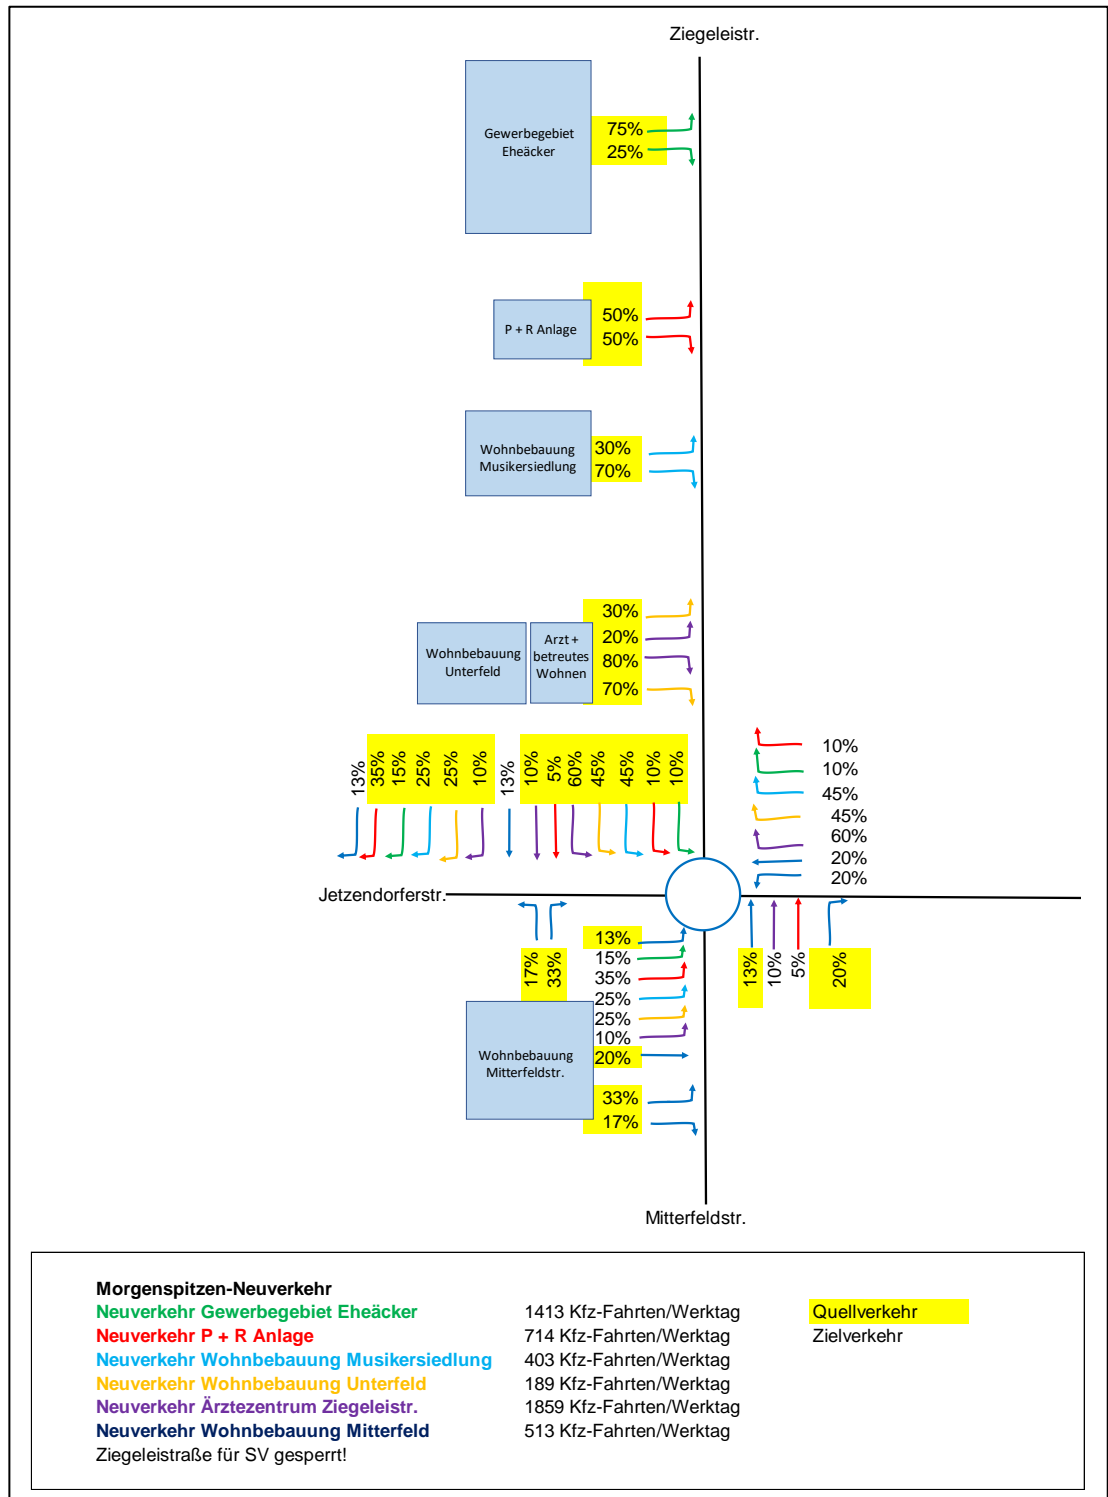 Ziegeleistr.
Gewerbegebiet
Eheäcker
75%
25%
P + R Anlage
50%
50%
Wohnbebauung
Musikersiedlung
30%
70%
Wohnbebauung
Unterfeld
Arzt +
betreutes
Wohnen
30%
20%
80%
70%
13%
35%
15%
25%
25%
10%
13%
10%
5%
60%
45%
45%
10%
10%
10%
10%
45%
45%
60%
20%
20%
Jetzendorferstr.
17%
33%
13%
15%
35%
25%
25%
10%
20%
33%
17%
13%
10%
5%
20%
Wohnbebauung
Mitterfeldstr.
Mitterfeldstr.
Morgenspitzen-Neuverkehr
Neuverkehr Gewerbegebiet Eheäcker 1413 Kfz-Fahrten/Werktag Quellverkehr
Neuverkehr P + R Anlage 714 Kfz-Fahrten/Werktag Zielverkehr
Neuverkehr Wohnbebauung Musikersiedlung 403 Kfz-Fahrten/Werktag
Neuverkehr Wohnbebauung Unterfeld 189 Kfz-Fahrten/Werktag
Neuverkehr Ärztezentrum Ziegeleistr. 1859 Kfz-Fahrten/Werktag
Neuverkehr Wohnbebauung Mitterfeld 513 Kfz-Fahrten/Werktag
Ziegeleistraße für SV gesperrt!